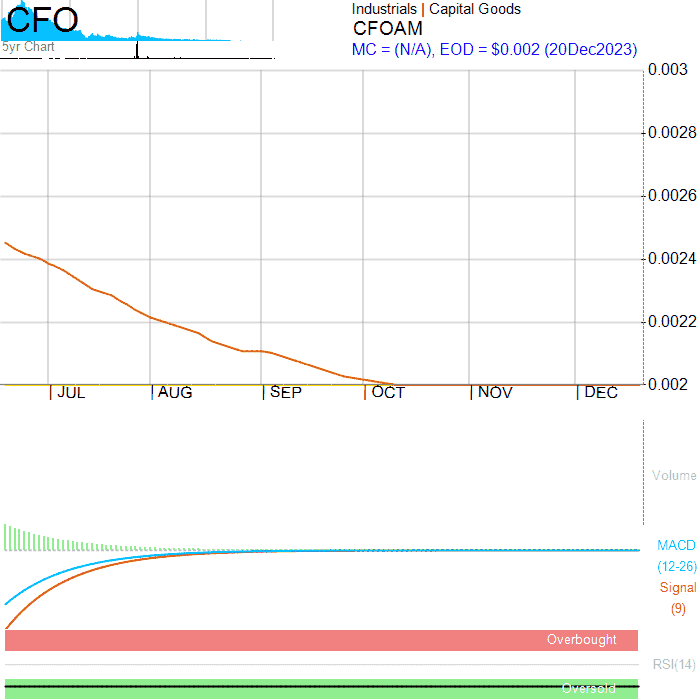 CFO
5yr Chart
Industrials | Capital Goods
CFOAM
MC = (N/A), EOD = $0.002 (20Dec2023)
0.003
0.0028
0.0026
0.0024
0.0022
0.002
JUL AUG SEP OCT NOV DEC
Volume
MACD
(12-26)
Signal
(9)
Overbought
RSI(14)
Oversold